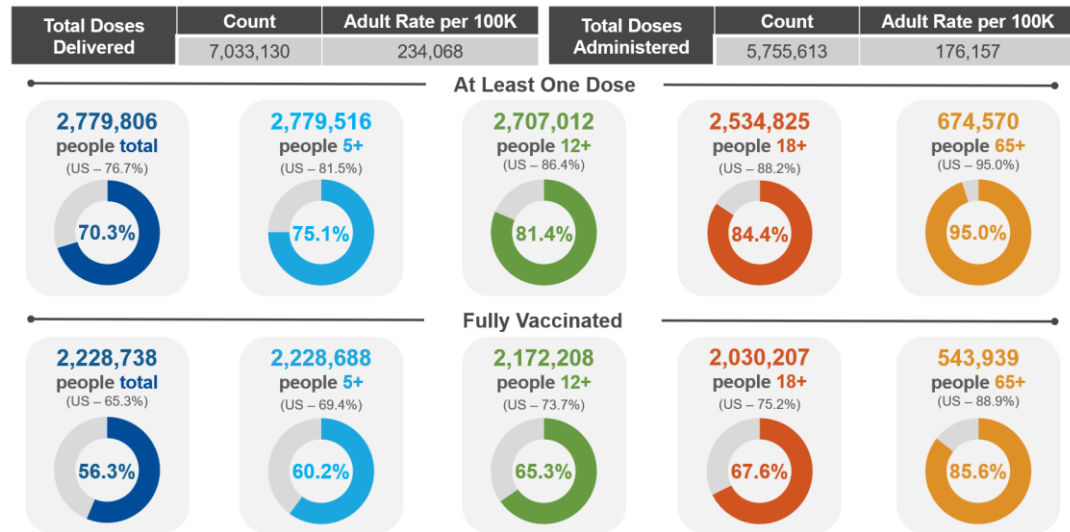 Total Doses Delivered Count Adult Rate per 100K
7,033,130 234,068
Total Doses Administered Count Adult Rate per 100K
5,755,613 176,157
At Least One Dose
2,779,806
people total
(US – 76.7%)
70.3%
2,779,516
people 5+
(US – 81.5%)
75.1%
2,707,012
people 12+
(US – 86.4%)
81.4%
2,534,825
people 18+
(US – 88.2%)
84.4%
674,570
people 65+
(US – 95.0%)
95.0%
Fully Vaccinated
2,228,738
people total
(US – 65.3%)
56.3%
2,228,688
people 5+
(US – 69.4%)
60.2%
2,172,208
people 12+
(US – 73.7%)
65.3%
2,030,207
people 18+
(US – 75.2%)
67.6%
543,939
people 65+
(US – 88.9%)
85.6%